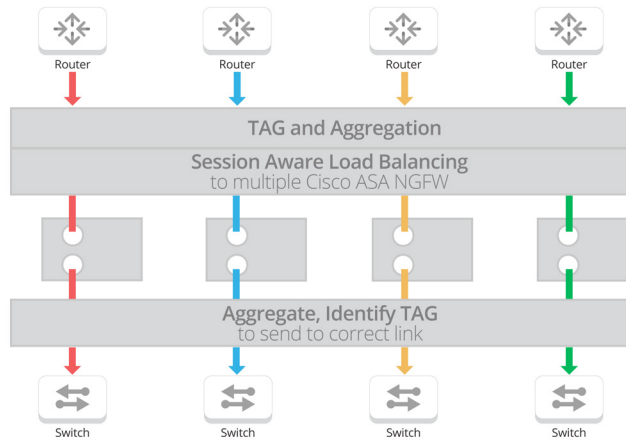 Router
Router
Router
Router
TAG and Aggregation
Session Aware Load Balancing
to multiple Cisco ASA NGFW
Aggregate, Identify TAG
to send to correct link
Switch
Switch
Switch
Switch